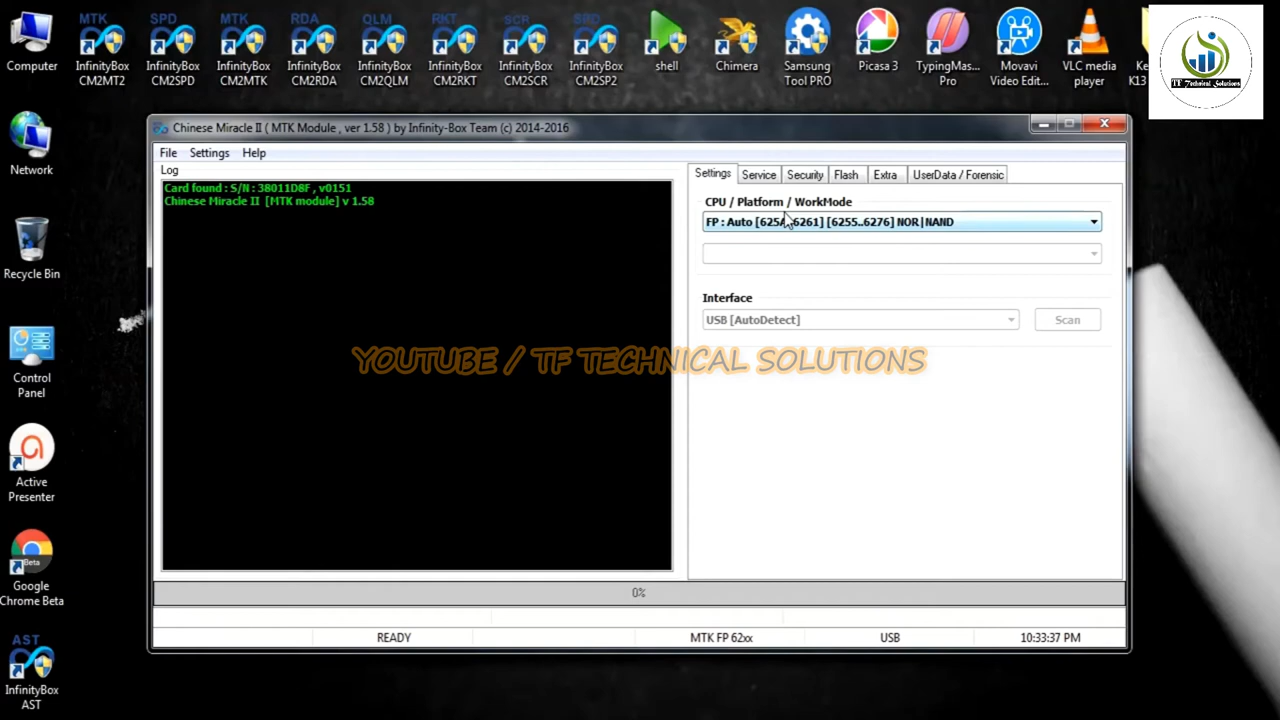 MTK
SPD
MTK
RDA
QLM
RKT
SCR
SPD
Computer
InfinityBox
CM2MT2
InfinityBox
CM2SPD
InfinityBox
CM2MTK
InfinityBox
CM2RDA
InfinityBox
CM2QLM
InfinityBox
CM2RKT
InfinityBox
CM2SCR
InfinityBox
CM2SP2
shell
Chimera
Samsung
Tool PRO
Picasa 3
TypingMas...
Pro
Movavi
Video Edit...
VLC media
player
K13
TF Technical Solutions
Network
Recycle Bin
Control
Panel
Active
Presenter
Beta
Google
Chrome Beta
AST
InfinityBox
AST
Chinese Miracle II ( MTK Module , ver 1.58 ) by Infinity-Box Team (c) 2014-2016
File Settings Help
Log
Card found : S/N : 38011D8F , v0151
Chinese Miracle II [MTK module] v 1.58
Settings Service Security Flash Extra UserData / Forensic
CPU / Platform / WorkMode
FP : Auto [625A..6261] [6255..6276] NOR|NAND
Interface
USB [AutoDetect]
Scan
YOUTUBE / TF TECHNICAL SOLUTIONS
0%
READY MTK FP 62xx USB 10:33:37 PM